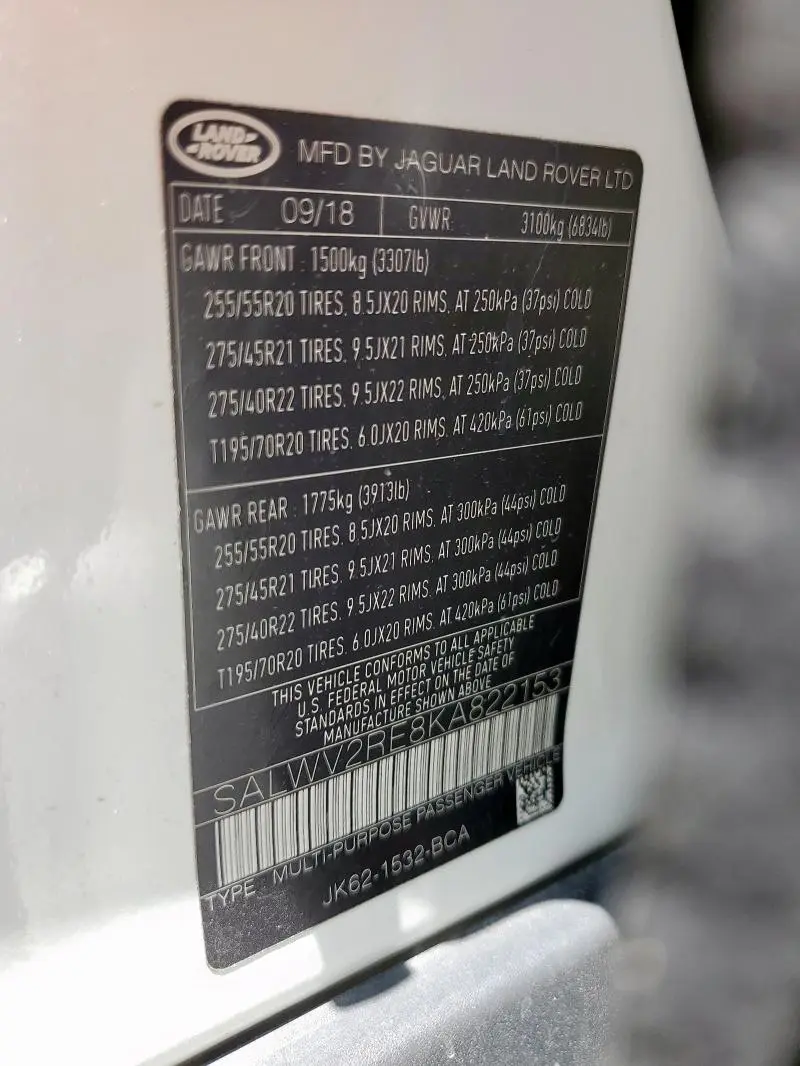 LAND-
-ROVER
MFD BY JAGUAR LAND ROVER LTD
DATE 09/18 GVWR 3100kg (6834lb)
GAWR FRONT : 1500kg (3307lb)
255/55R20 TIRES, 8.5JX20 RIMS, AT 250kPa (37psi) COLD
275/45R21 TIRES, 9.5JX21 RIMS, AT 250kPa (37psi) COLD
275/40R22 TIRES, 9.5JX22 RIMS, AT 250kPa (37psi) COLD
T195/70R20 TIRES, 6.0JX20 RIMS, AT 420kPa (61psi) COLD
GAWR REAR : 1775kg (3913lb)
255/55R20 TIRES, 8.5JX20 RIMS, AT 300kPa (44psi) COLD
275/45R21 TIRES, 9.5JX21 RIMS, AT 300kPa (44psi) COLD
275/40R22 TIRES, 9.5JX22 RIMS, AT 300kPa (44psi) COLD
T195/70R20 TIRES, 6.0JX20 RIMS, AT 420kPa (61psi) COLD
THIS VEHICLE CONFORMS TO ALL APPLICABLE
U.S. FEDERAL MOTOR VEHICLE SAFETY
STANDARDS IN EFFECT ON THE DATE OF
MANUFACTURE SHOWN ABOVE
SALWV2RE8KA822153
TYPE: MULTI-PURPOSE PASSENGER VEHICLE
JK62-1532-BCA